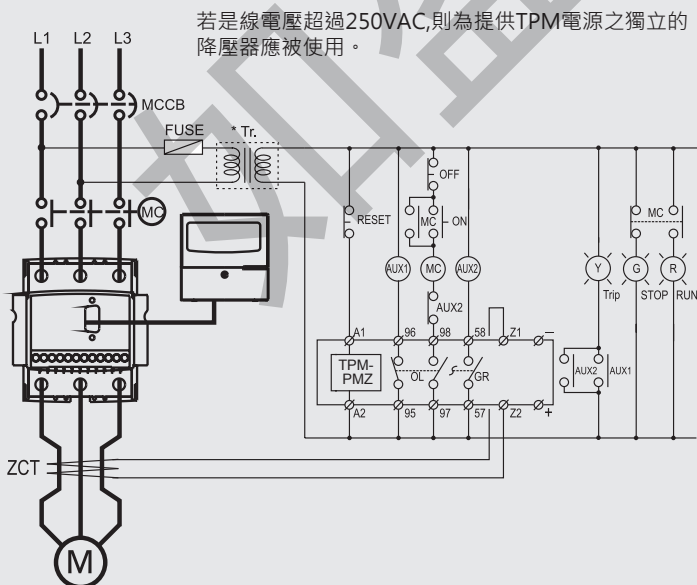 若是線電壓超過250VAC,則為提供TPM電源之獨立的
降壓器應被使用。
L1 L2 L3
MCCB
FUSE
* Tr.
OFF
RESET
MC
ON
MC
MC
AUX1
MC
AUX2
Y
G
R
Trip
STOP
RUN
AUX2
A1 96 98 58 Z1 −
TPM-
PMZ
OL
GR
AUX2
AUX1
A2 95 97 57 Z2 +
ZCT
M